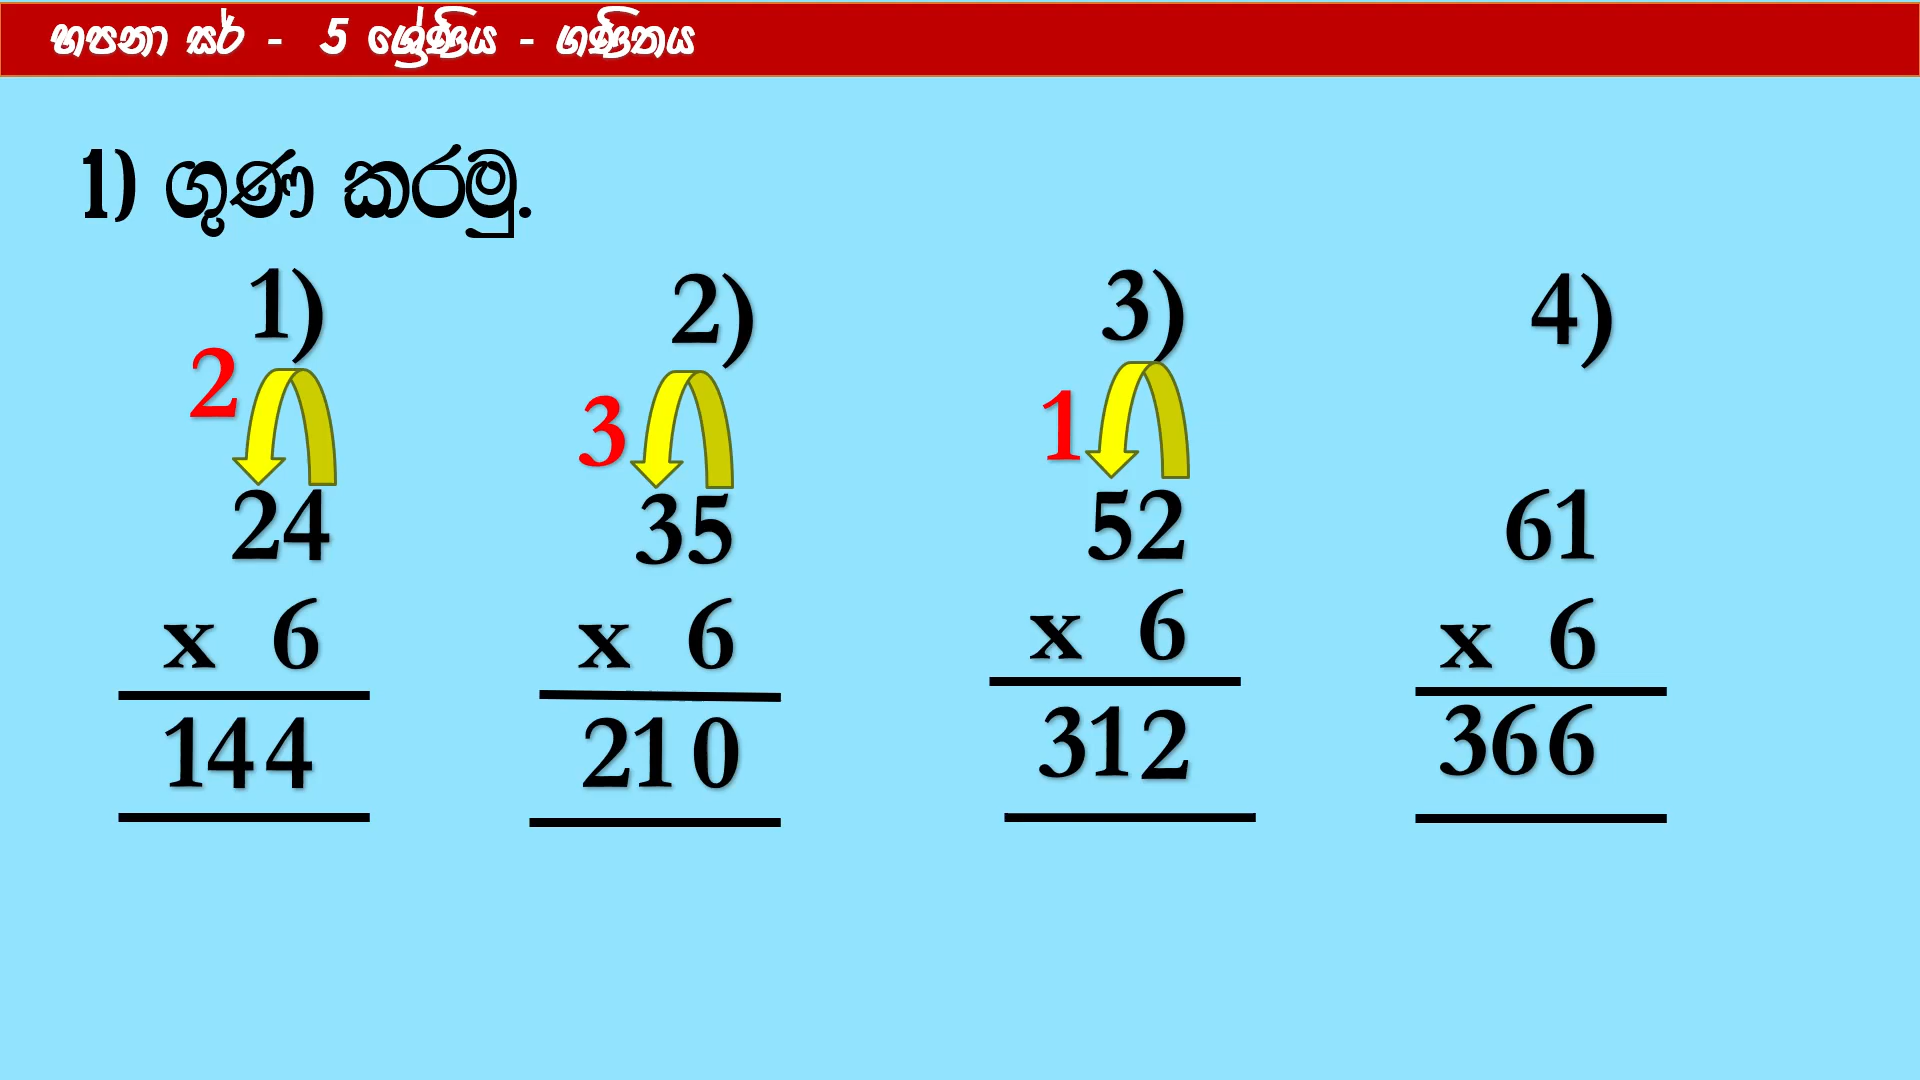 හපනා සර් - 5 ශ්‍රේණිය - ගණිතය
1) ගුණ කරමු.
1) 2) 3) 4)
2 3 1
24 35 52 61
x 6 x 6 x 6 x 6
144 210 312 366